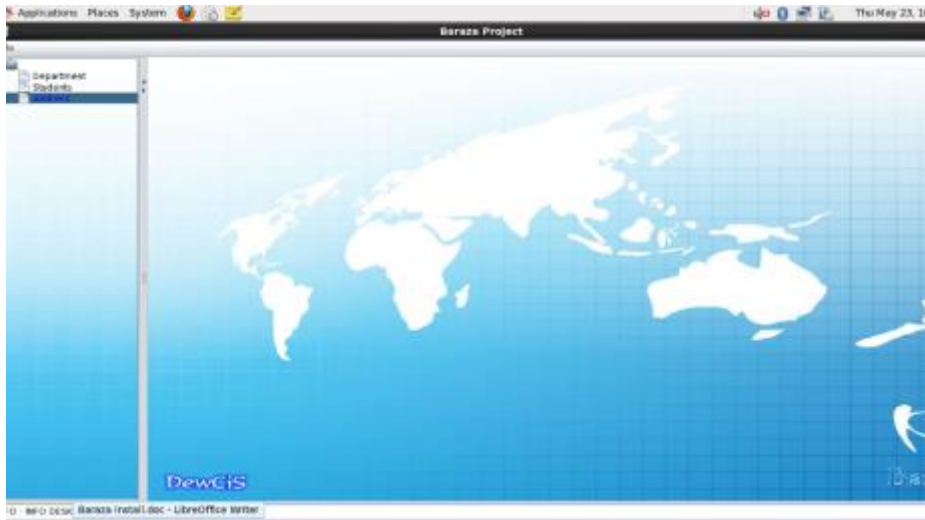 Applications Places System
Thu May 23,
Baraza Project
Department
Students
DewCiS
Baraza Install.doc - LibreOffice Writer